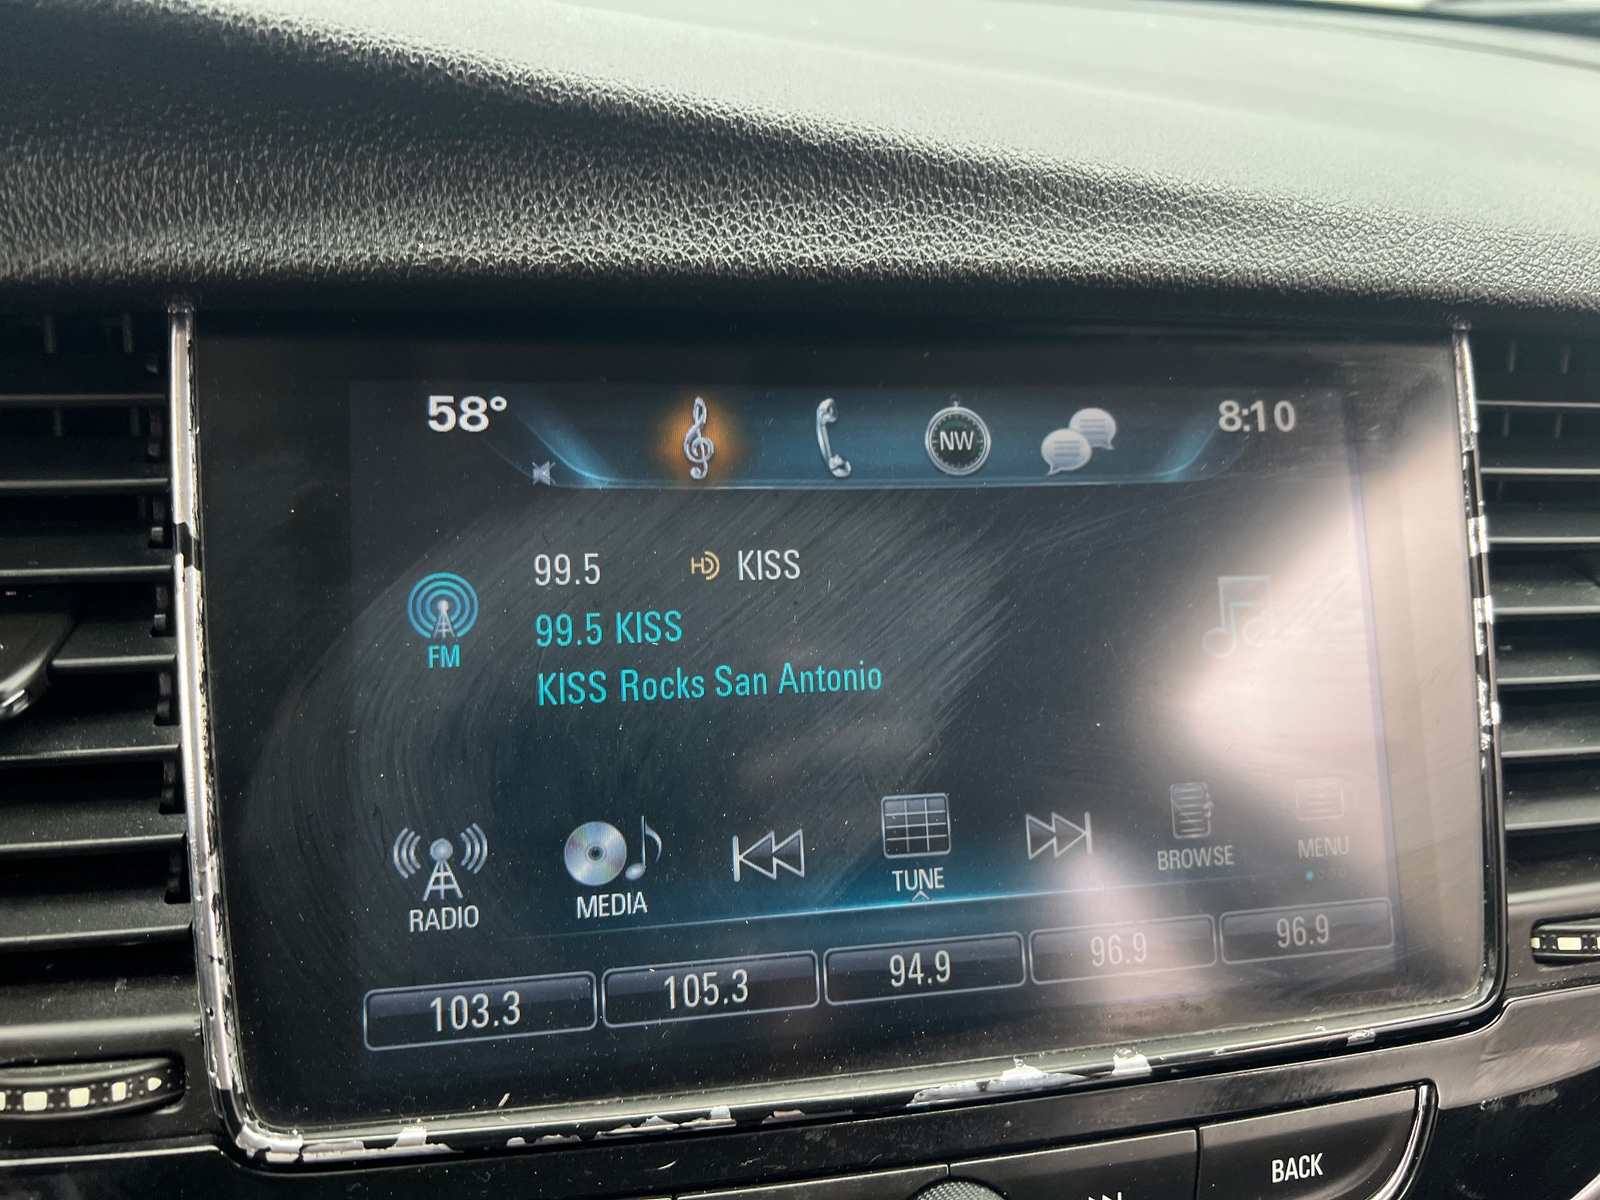 58°
NW
8:10
99.5 HD KISS
FM
99.5 KISS
KISS Rocks San Antonio
RADIO
MEDIA
TUNE
BROWSE
MENU
103.3
105.3
94.9
96.9
96.9
BACK